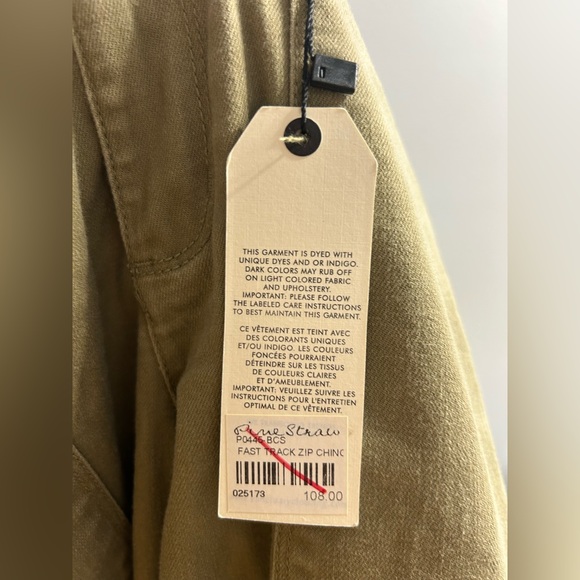 THIS GARMENT IS DYED WITH
UNIQUE DYES AND OR INDIGO.
DARK COLORS MAY RUB OFF
ON LIGHT COLORED FABRIC
AND UPHOLSTERY.
IMPORTANT: PLEASE FOLLOW
THE LABELED CARE INSTRUCTIONS
TO BEST MAINTAIN THIS GARMENT.
CE VÊTEMENT EST TEINT AVEC
DES COLORANTS UNIQUES
ET/OU INDIGO. LES COULEURS
FONCÉES POURRAIENT
DÉTEINDRE SUR LES TISSUS
DE COULEURS CLAIRES
ET D'AMEUBLEMENT.
IMPORTANT: VEUILLEZ SUIVRE LES
INSTRUCTIONS POUR L'ENTRETIEN
OPTIMAL DE CE VÊTEMENT.
Straw
P0445 BCS
FAST TRACK ZIP CHINO
025173 108.00